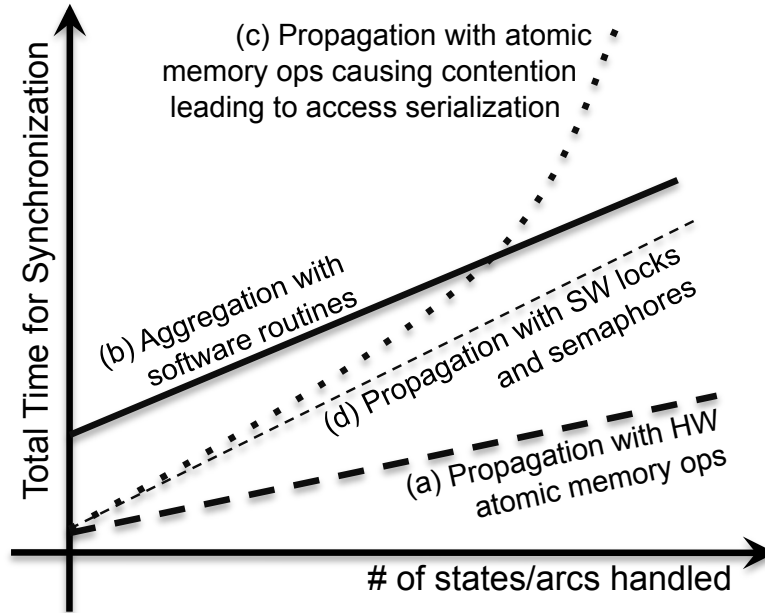 (c) Propagation with atomic
memory ops causing contention
leading to access serialization
Total Time for Synchronization
(b) Aggregation with
software routines
(d) Propagation with SW locks
and semaphores
(a) Propagation with HW
atomic memory ops
# of states/arcs handled